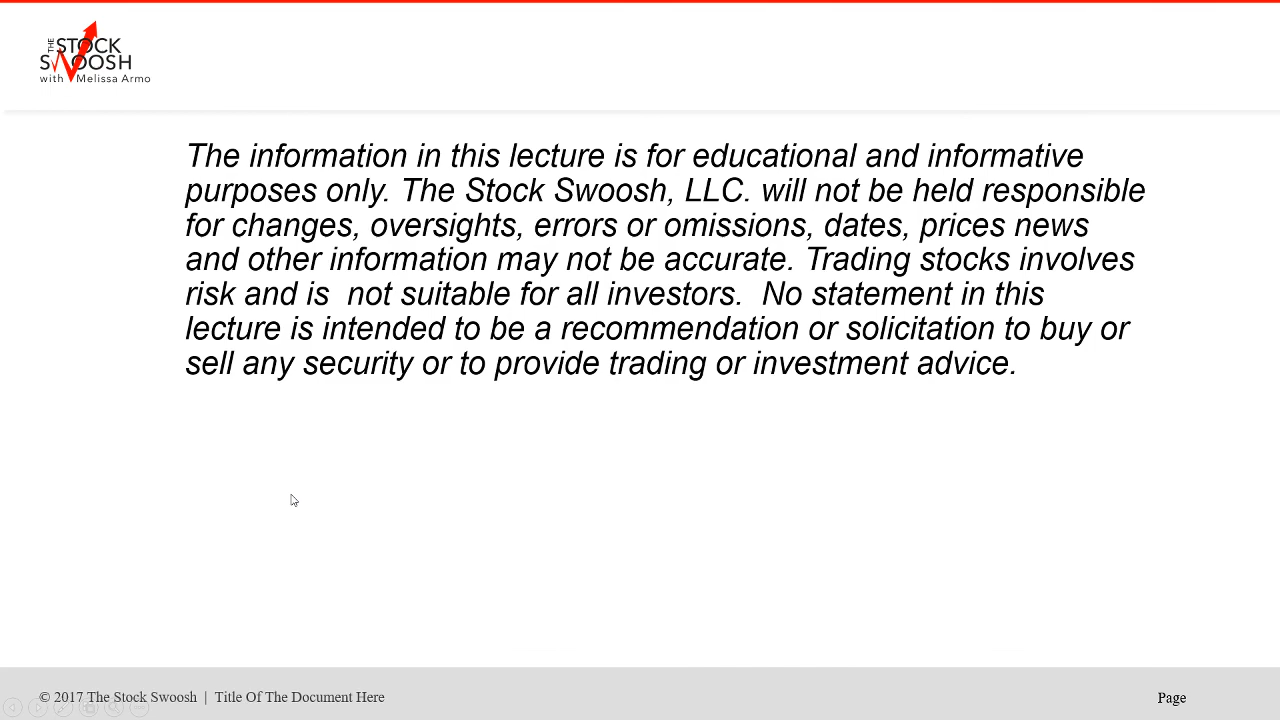 THE STOCK
SWOOSH
with Melissa Armo
The information in this lecture is for educational and informative
purposes only. The Stock Swoosh, LLC. will not be held responsible
for changes, oversights, errors or omissions, dates, prices news
and other information may not be accurate. Trading stocks involves
risk and is  not suitable for all investors.  No statement in this
lecture is intended to be a recommendation or solicitation to buy or
sell any security or to provide trading or investment advice.
© 2017 The Stock Swoosh | Title Of The Document Here
Page